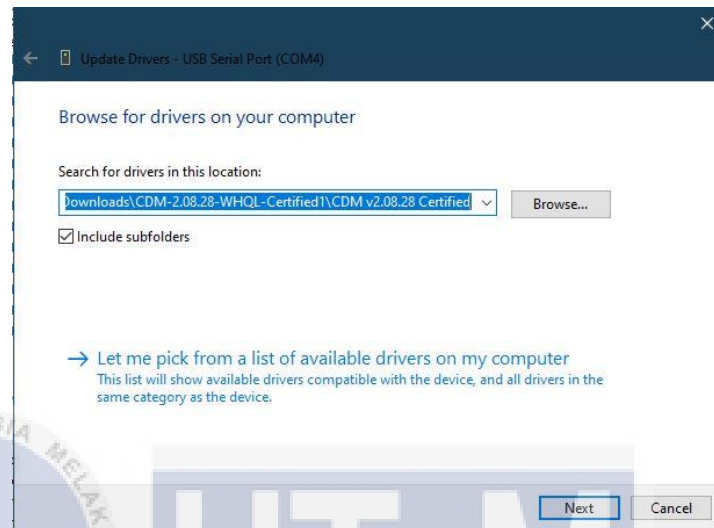 Update Drivers - USB Serial Port (COM4)
Browse for drivers on your computer
Search for drivers in this location:
Downloads\CDM-2.08.28-WHQL-Certified1\CDM v2.08.28 Certified
Browse...
Include subfolders
Let me pick from a list of available drivers on my computer
This list will show available drivers compatible with the device, and all drivers in the
same category as the device.
Next
Cancel